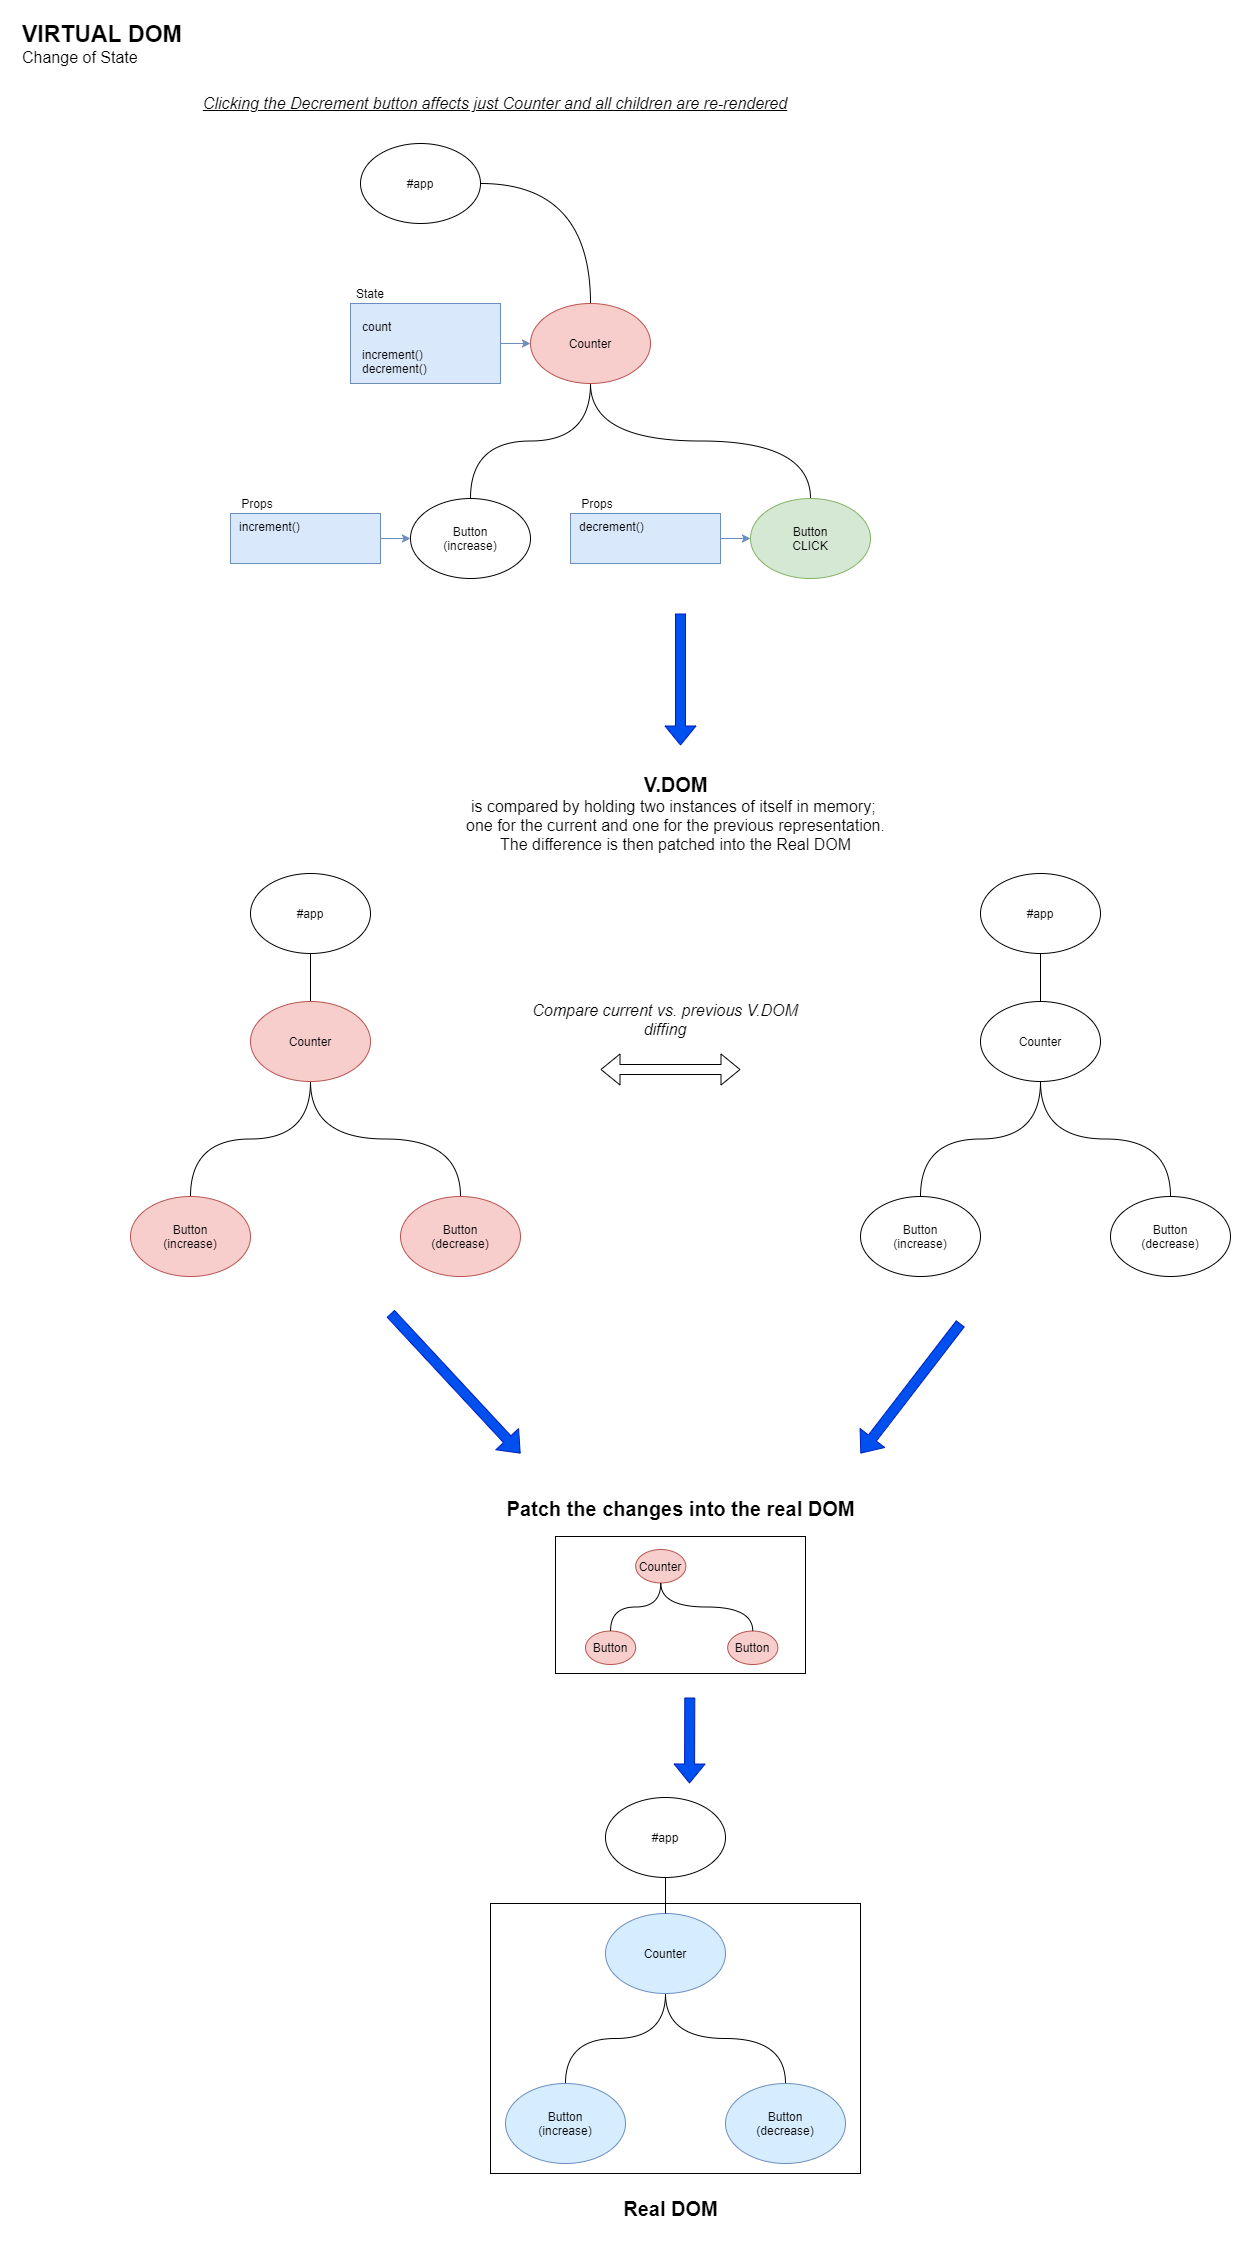 VIRTUAL DOM
Change of State
Clicking the Decrement button affects just Counter and all children are re-rendered
#app
State
count
increment()
decrement()
Counter
Props
increment()
Button
(increase)
Props
decrement()
Button
CLICK
V.DOM
is compared by holding two instances of itself in memory;
one for the current and one for the previous representation.
The difference is then patched into the Real DOM
#app
#app
Counter
Compare current vs. previous V.DOM
diffing
Counter
Button
(increase)
Button
(decrease)
Button
(increase)
Button
(decrease)
Patch the changes into the real DOM
Counter
Button
Button
#app
Counter
Button
(increase)
Button
(decrease)
Real DOM